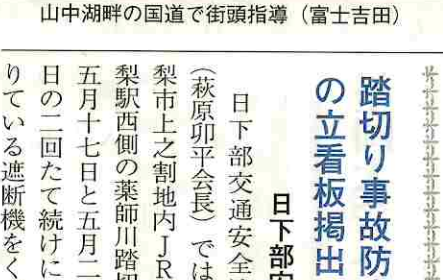 山中湖畔の国道で街頭指導（富士吉田）
踏切り事故防
の立看板掲出
日下部安
日下部交通安全
（萩原卯平会長）では
梨市上之割地内ＪＲ
梨駅西側の薬師川踏切
五月十七日と五月二
日の二回たて続けに
りている遮断機をく